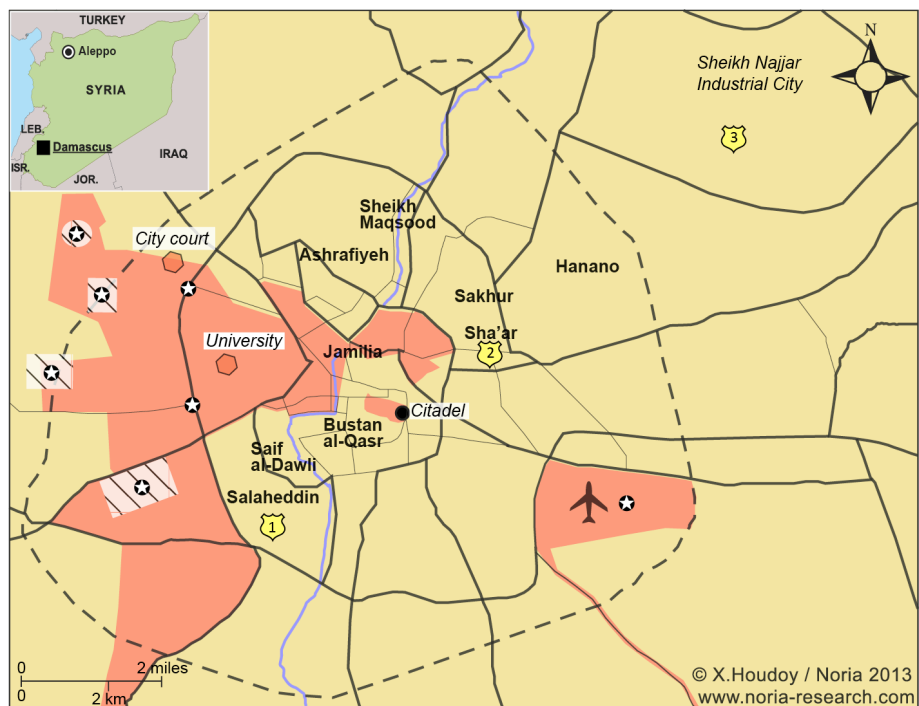 TURKEY
Aleppo
SYRIA
LEB.
Damascus
IRAQ
ISR.
JOR.
N
Sheikh Najjar
Industrial City
3
Sheikh
Maqsood
City court
Ashrafiyeh
Hanano
Sakhur
Sha'ar
2
University
Jamilia
Citadel
Bustan
al-Qasr
Saif
al-Dawli
Salaheddin
1
0
2 miles
0
2 km
© X.Houdoy / Noria 2013
www.noria-research.com